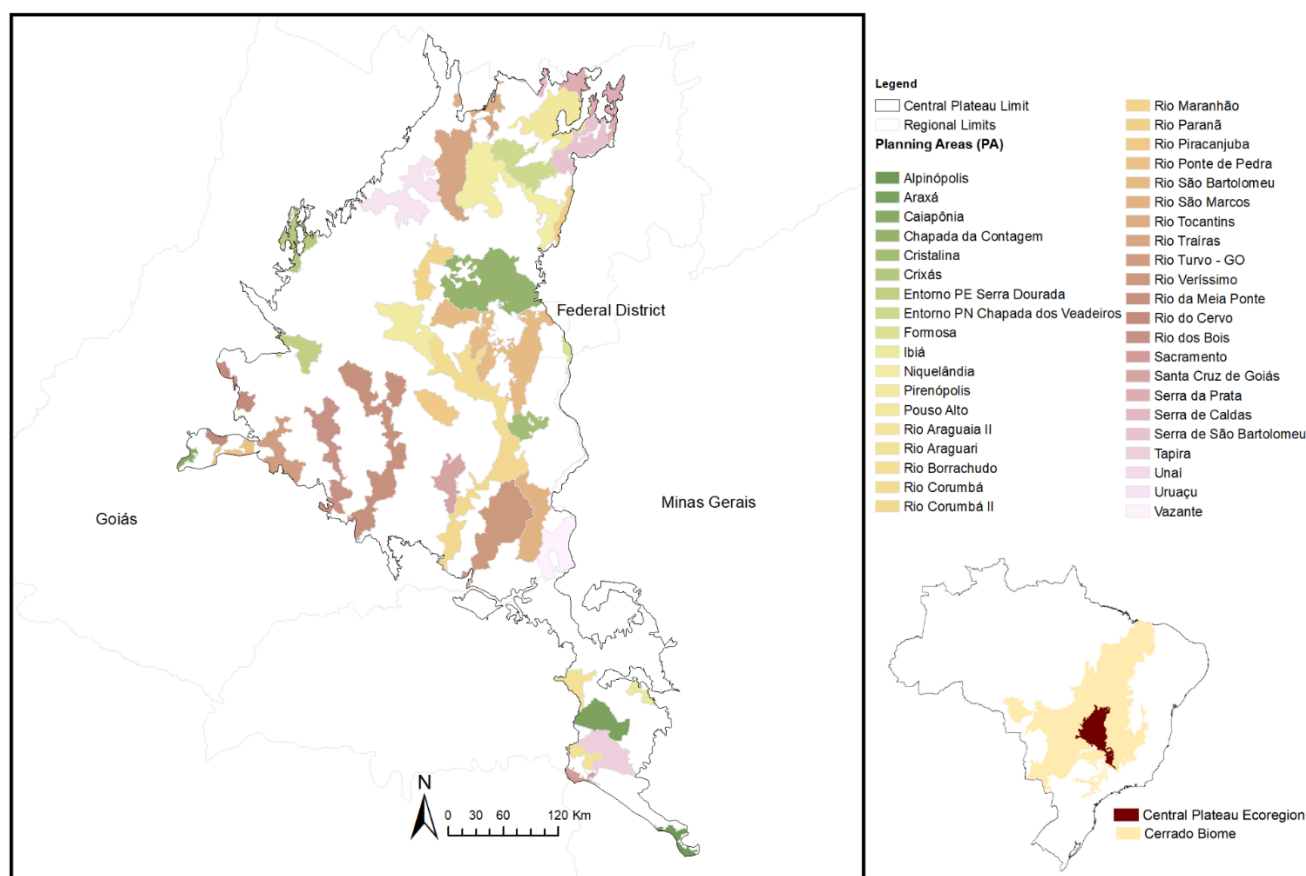 Federal District
Goiás
Minas Gerais
N
0 30 60 120 Km
Legend
Central Plateau Limit
Regional Limits
Planning Areas (PA)
Alpinópolis
Araxá
Caiapônia
Chapada da Contagem
Cristalina
Crixás
Entorno PE Serra Dourada
Entorno PN Chapada dos Veadeiros
Formosa
Ibiá
Niquelândia
Pirenópolis
Pouso Alto
Rio Araguaia II
Rio Araguari
Rio Borrachudo
Rio Corumbá
Rio Corumbá II
Rio Maranhão
Rio Paranã
Rio Piracanjuba
Rio Ponte de Pedra
Rio São Bartolomeu
Rio São Marcos
Rio Tocantins
Rio Traíras
Rio Turvo - GO
Rio Veríssimo
Rio da Meia Ponte
Rio do Cervo
Rio dos Bois
Sacramento
Santa Cruz de Goiás
Serra da Prata
Serra de Caldas
Serra de São Bartolomeu
Tapira
Unaí
Uruaçu
Vazante
Central Plateau Ecoregion
Cerrado Biome